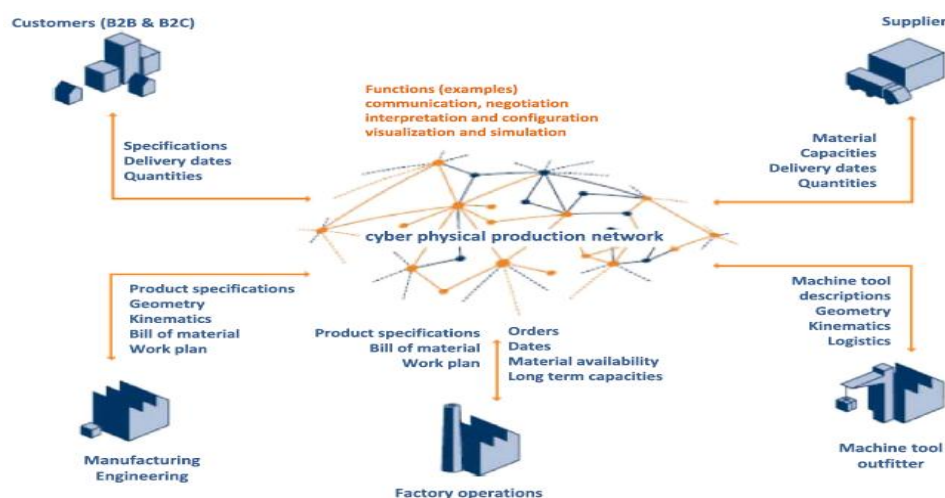 Customers (B2B & B2C)
Supplier
Functions (examples)
communication, negotiation
interpretation and configuration
visualization and simulation
Specifications
Delivery dates
Quantities
Material
Capacities
Delivery dates
Quantities
cyber physical production network
Product specifications
Geometry
Kinematics
Bill of material
Work plan
Product specifications
Bill of material
Work plan
Orders
Dates
Material availability
Long term capacities
Machine tool
descriptions
Geometry
Kinematics
Logistics
Manufacturing
Engineering
Factory operations
Machine tool
outfitter